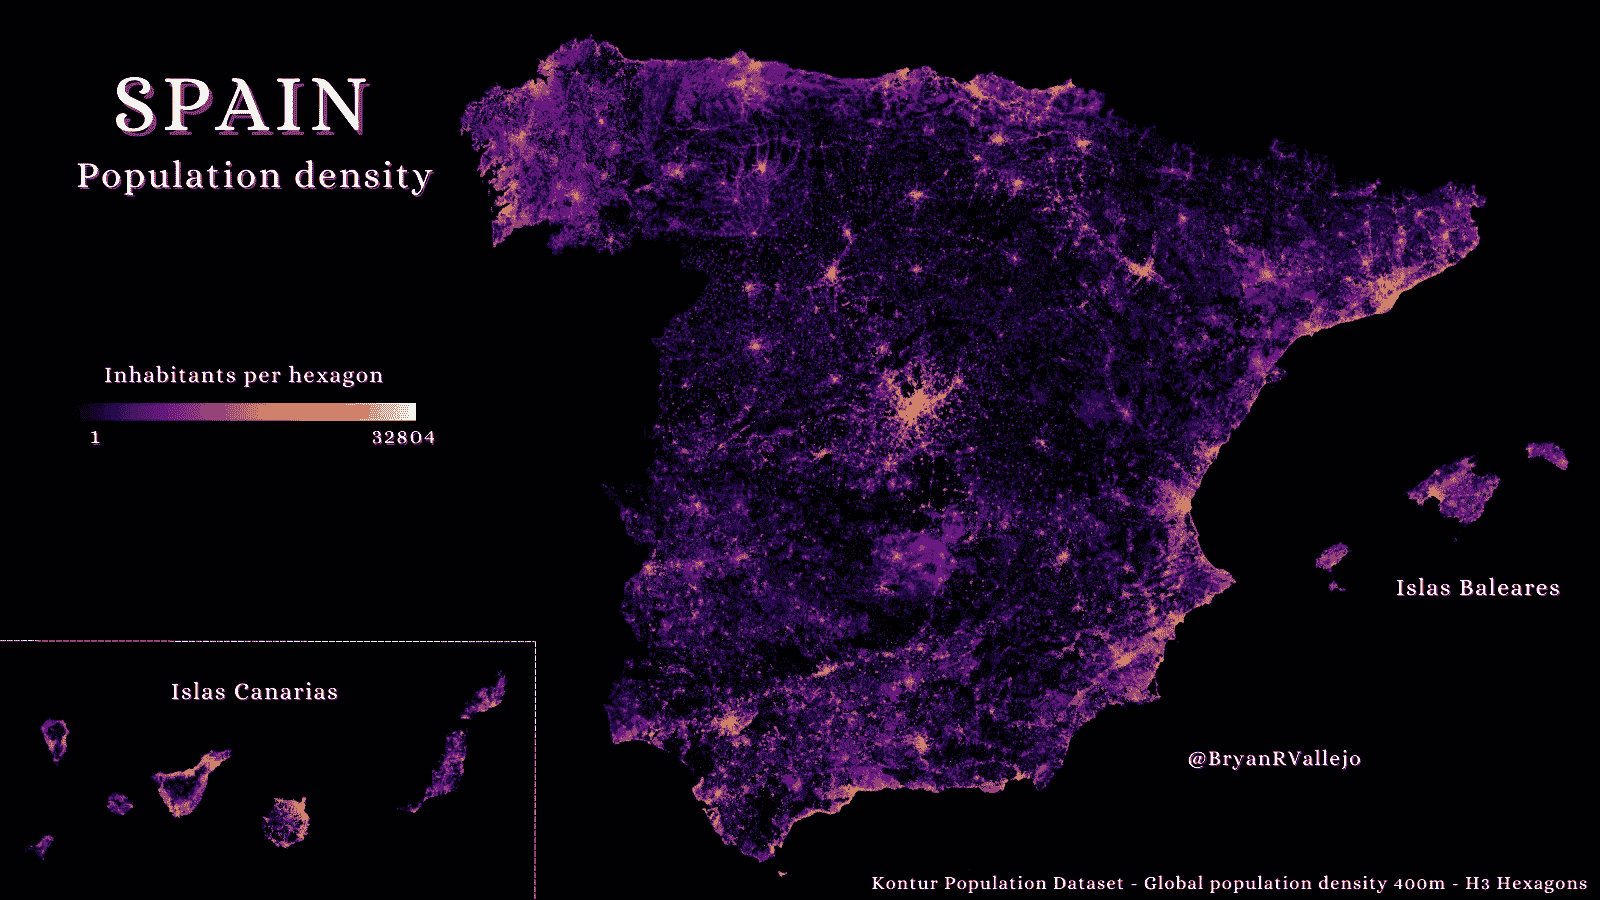 SPAIN
Population density
Inhabitants per hexagon
1 32804
Islas Baleares
Islas Canarias
@BryanRVallejo
Kontur Population Dataset - Global population density 400m - H3 Hexagons